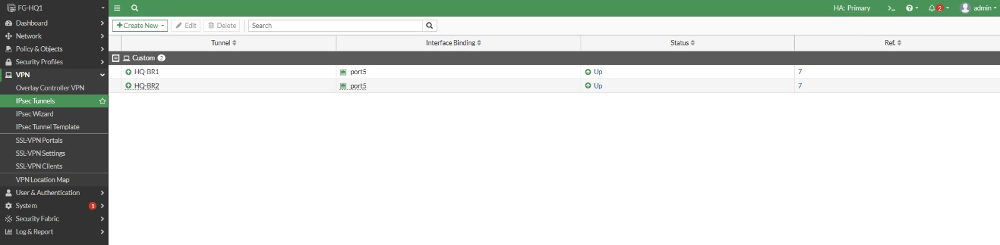 FG-HQ1
HA: Primary
2
admin
Dashboard
Network
Policy & Objects
Security Profiles
VPN
Overlay Controller VPN
IPsec Tunnels
IPsec Wizard
IPsec Tunnel Template
SSL-VPN Portals
SSL-VPN Settings
SSL-VPN Clients
VPN Location Map
User & Authentication
System 1
Security Fabric
Log & Report
Create New Edit Delete Search
Tunnel Interface Binding Status Ref.
Custom 2
HQ-BR1 port5 Up 7
HQ-BR2 port5 Up 7